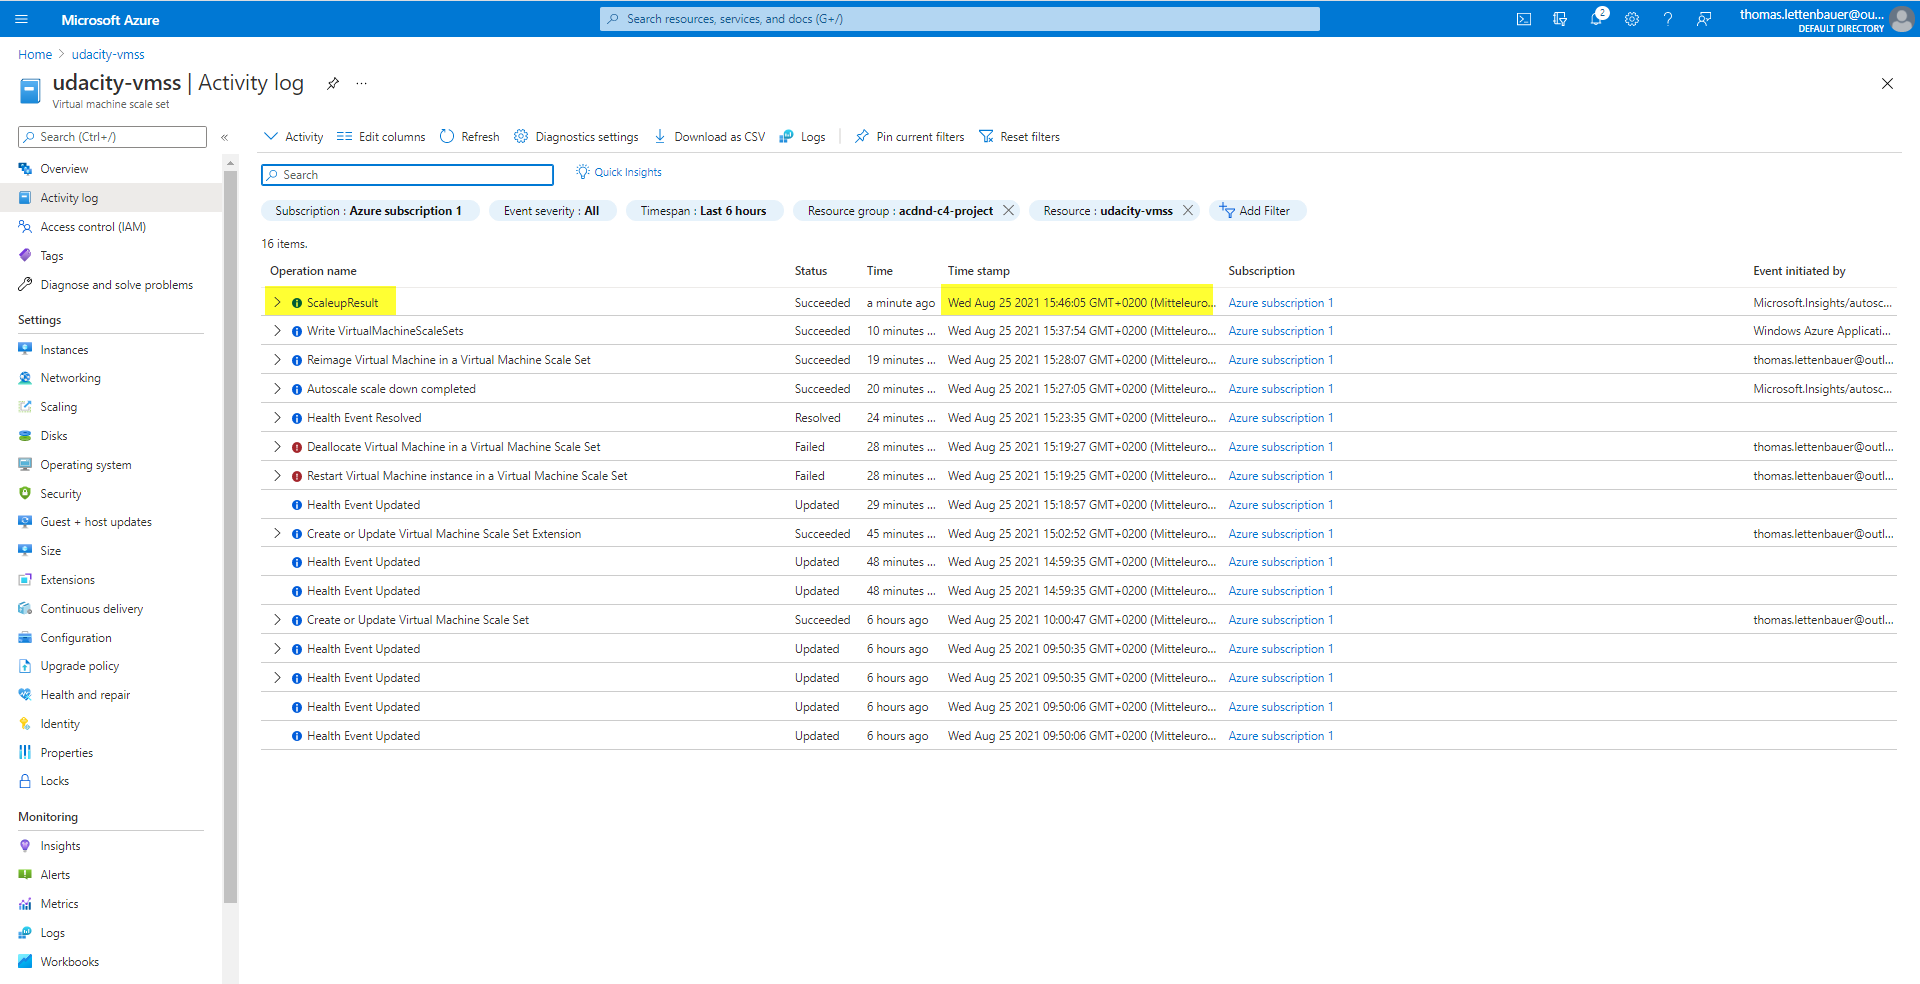 Microsoft Azure
Search resources, services, and docs (G+/)
2
thomas.lettenbauer@ou...
DEFAULT DIRECTORY
Home > udacity-vmss
udacity-vmss | Activity log
Virtual machine scale set
Search (Ctrl+/)
«
Overview
Activity log
Access control (IAM)
Tags
Diagnose and solve problems
Settings
Instances
Networking
Scaling
Disks
Operating system
Security
Guest + host updates
Size
Extensions
Continuous delivery
Configuration
Upgrade policy
Health and repair
Identity
Properties
Locks
Monitoring
Insights
Alerts
Metrics
Logs
Workbooks
Activity Edit columns Refresh Diagnostics settings Download as CSV Logs Pin current filters Reset filters
Search Quick Insights
Subscription : Azure subscription 1 Event severity : All Timespan : Last 6 hours Resource group : acdnd-c4-project Resource : udacity-vmss Add Filter
16 items.
Operation name Status Time Time stamp Subscription Event initiated by
ScaleupResult Succeeded a minute ago Wed Aug 25 2021 15:46:05 GMT+0200 (Mitteleuro... Azure subscription 1 Microsoft.Insights/autosc...
Write VirtualMachineScaleSets Succeeded 10 minutes ... Wed Aug 25 2021 15:37:54 GMT+0200 (Mitteleuro... Azure subscription 1 Windows Azure Applicati...
Reimage Virtual Machine in a Virtual Machine Scale Set Succeeded 19 minutes ... Wed Aug 25 2021 15:28:07 GMT+0200 (Mitteleuro... Azure subscription 1 thomas.lettenbauer@outl...
Autoscale scale down completed Succeeded 20 minutes ... Wed Aug 25 2021 15:27:05 GMT+0200 (Mitteleuro... Azure subscription 1 Microsoft.Insights/autosc...
Health Event Resolved Resolved 24 minutes ... Wed Aug 25 2021 15:23:35 GMT+0200 (Mitteleuro... Azure subscription 1
Deallocate Virtual Machine in a Virtual Machine Scale Set Failed 28 minutes ... Wed Aug 25 2021 15:19:27 GMT+0200 (Mitteleuro... Azure subscription 1 thomas.lettenbauer@outl...
Restart Virtual Machine instance in a Virtual Machine Scale Set Failed 28 minutes ... Wed Aug 25 2021 15:19:25 GMT+0200 (Mitteleuro... Azure subscription 1 thomas.lettenbauer@outl...
Health Event Updated Updated 29 minutes ... Wed Aug 25 2021 15:18:57 GMT+0200 (Mitteleuro... Azure subscription 1
Create or Update Virtual Machine Scale Set Extension Succeeded 45 minutes ... Wed Aug 25 2021 15:02:52 GMT+0200 (Mitteleuro... Azure subscription 1 thomas.lettenbauer@outl...
Health Event Updated Updated 48 minutes ... Wed Aug 25 2021 14:59:35 GMT+0200 (Mitteleuro... Azure subscription 1
Health Event Updated Updated 48 minutes ... Wed Aug 25 2021 14:59:35 GMT+0200 (Mitteleuro... Azure subscription 1
Create or Update Virtual Machine Scale Set Succeeded 6 hours ago Wed Aug 25 2021 10:00:47 GMT+0200 (Mitteleuro... Azure subscription 1 thomas.lettenbauer@outl...
Health Event Updated Updated 6 hours ago Wed Aug 25 2021 09:50:35 GMT+0200 (Mitteleuro... Azure subscription 1
Health Event Updated Updated 6 hours ago Wed Aug 25 2021 09:50:35 GMT+0200 (Mitteleuro... Azure subscription 1
Health Event Updated Updated 6 hours ago Wed Aug 25 2021 09:50:06 GMT+0200 (Mitteleuro... Azure subscription 1
Health Event Updated Updated 6 hours ago Wed Aug 25 2021 09:50:06 GMT+0200 (Mitteleuro... Azure subscription 1